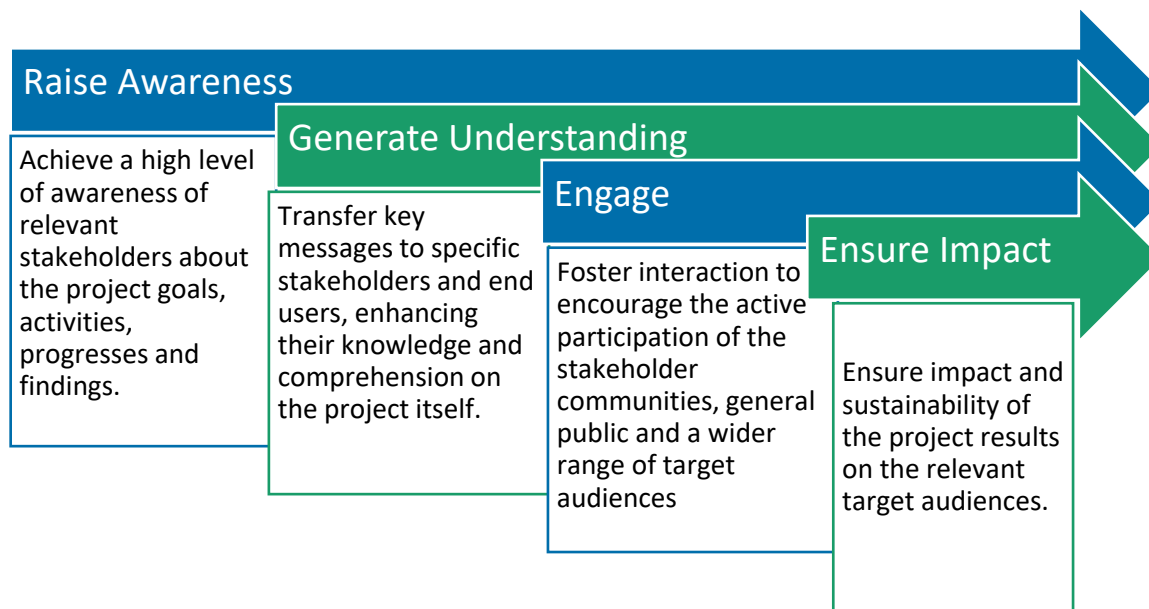 Raise Awareness
Achieve a high level
of awareness of
relevant
stakeholders about
the project goals,
activities,
progresses and
findings.
Generate Understanding
Transfer key
messages to specific
stakeholders and end
users, enhancing
their knowledge and
comprehension on
the project itself.
Engage
Foster interaction to
encourage the active
participation of the
stakeholder
communities, general
public and a wider
range of target
audiences
Ensure Impact
Ensure impact and
sustainability of
the project results
on the relevant
target audiences.